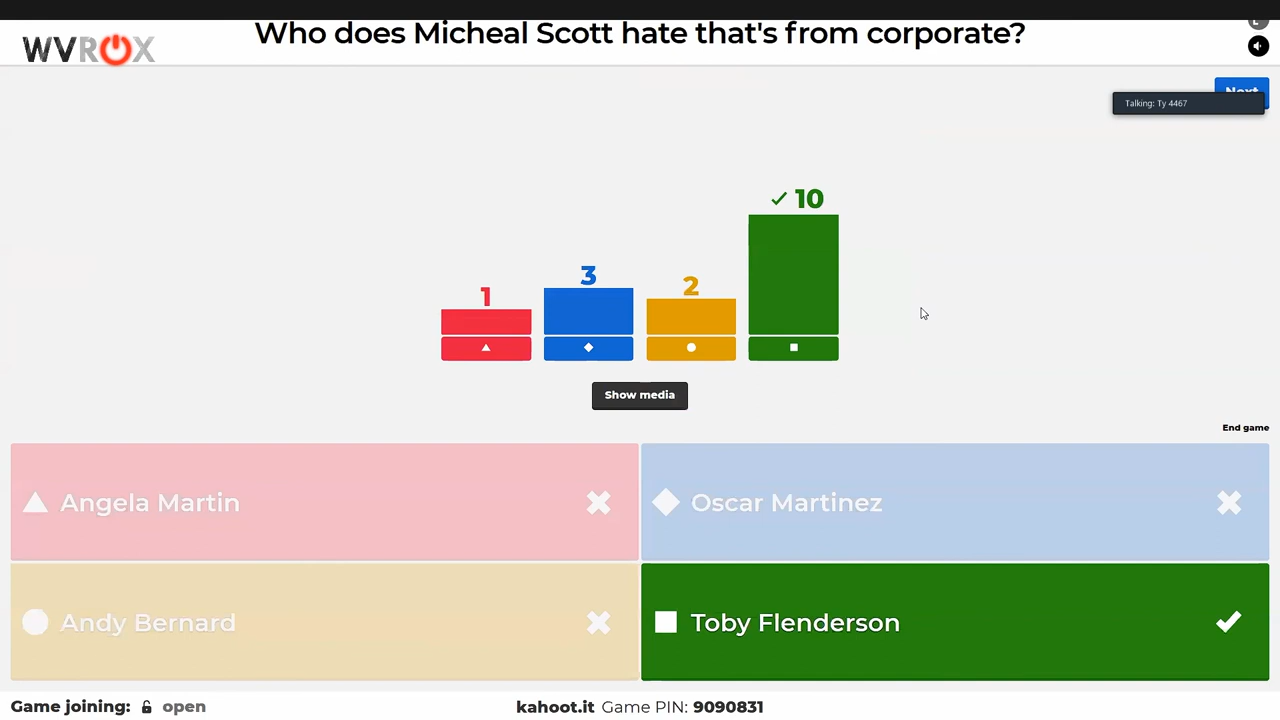 Who does Micheal Scott hate that's from corporate?
WVROX
Next
Talking: Ty 4467
10
3
2
1
Show media
End game
Angela Martin
Oscar Martinez
Andy Bernard
Toby Flenderson
Game joining: open
kahoot.it Game PIN: 9090831